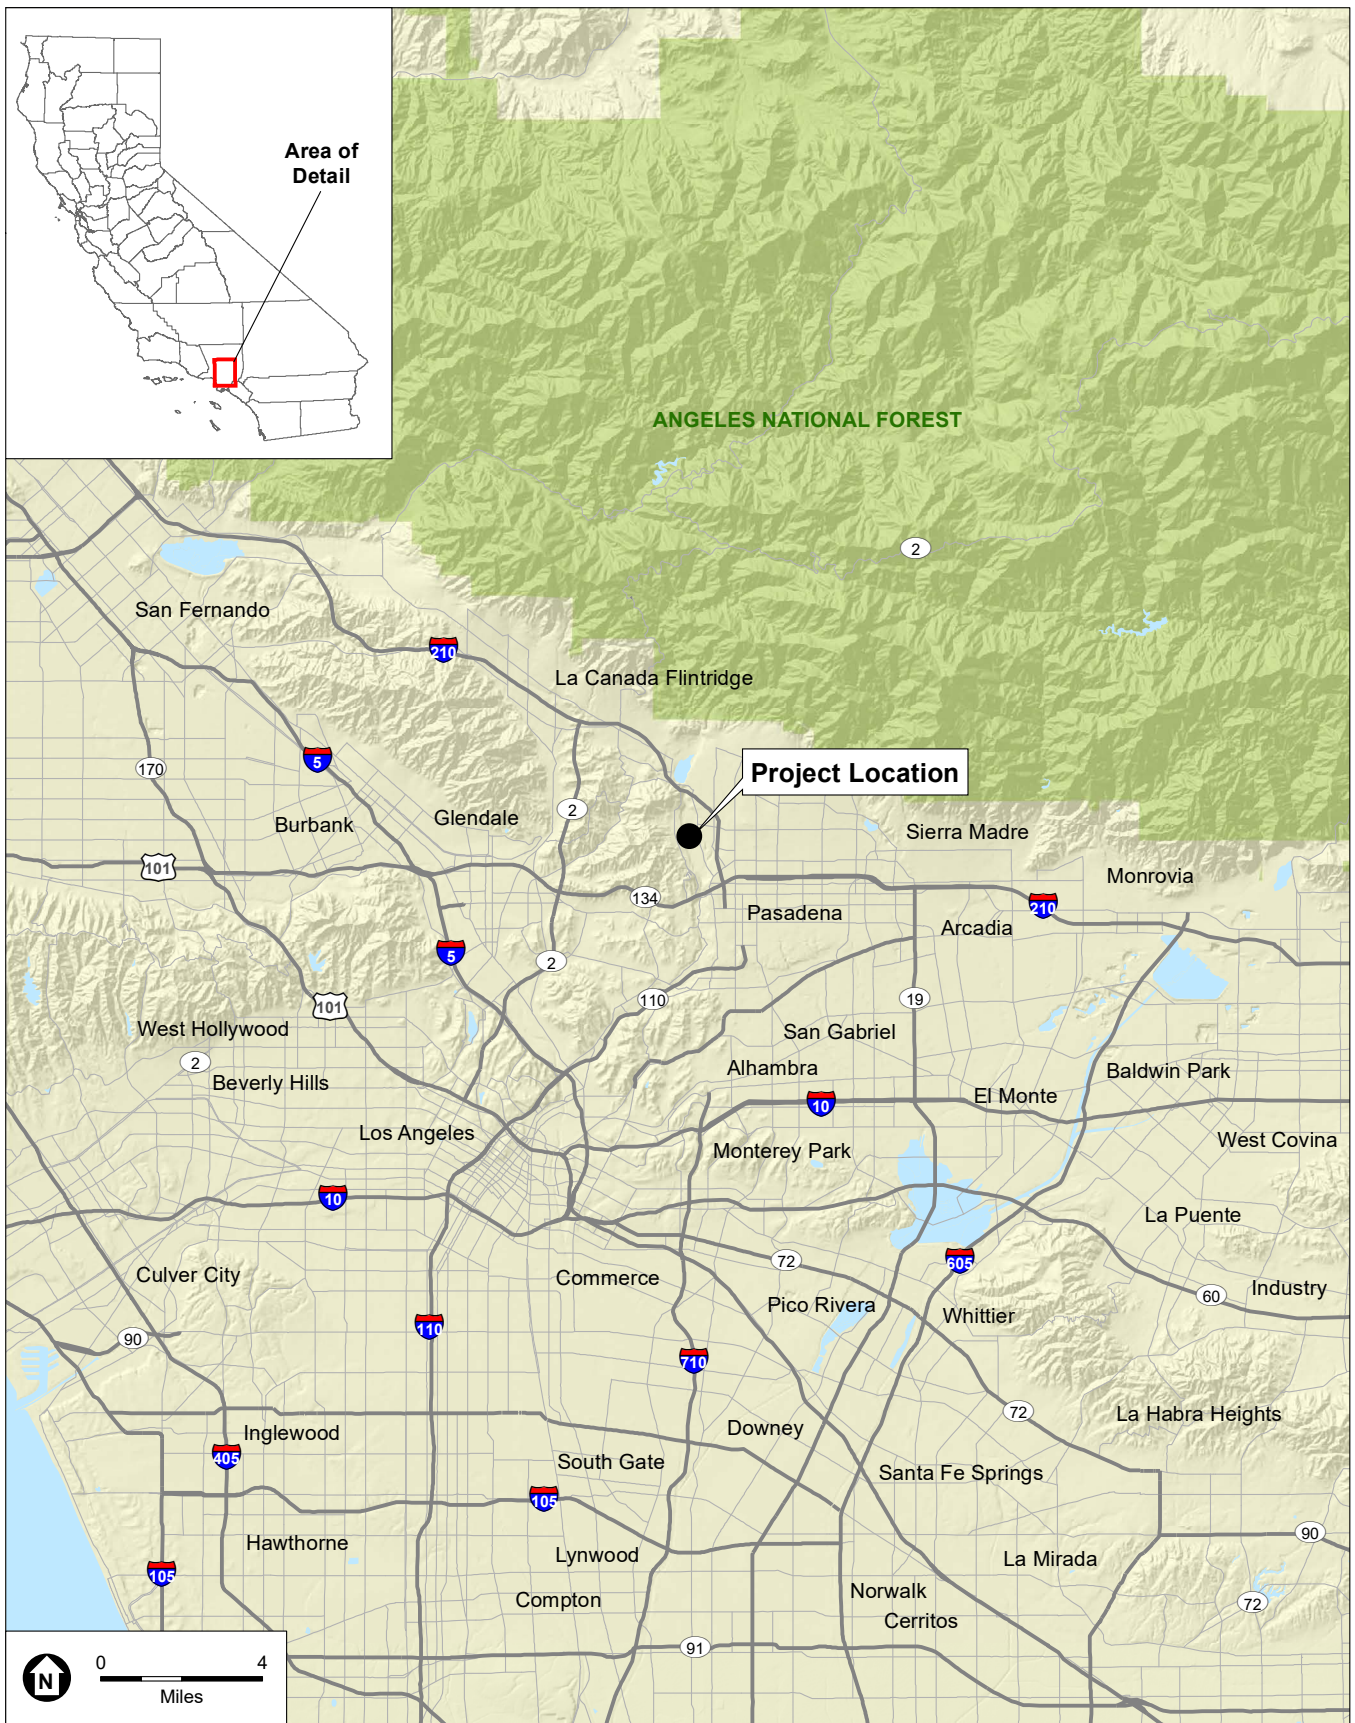 Area of
Detail
ANGELES NATIONAL FOREST
2
San Fernando
210
La Canada Flintridge
170
5
Project Location
2
Burbank
Glendale
Sierra Madre
101
Monrovia
134
210
Pasadena
Arcadia
5
2
101
110
19
West Hollywood
San Gabriel
2
Alhambra
Baldwin Park
Beverly Hills
El Monte
10
Los Angeles
West Covina
Monterey Park
10
La Puente
72
605
Culver City
Commerce
Industry
60
Pico Rivera
Whittier
110
90
710
72
La Habra Heights
Downey
Inglewood
405
South Gate
Santa Fe Springs
105
90
Hawthorne
Lynwood
La Mirada
105
Norwalk
Compton
72
Cerritos
91
N
0 4
Miles